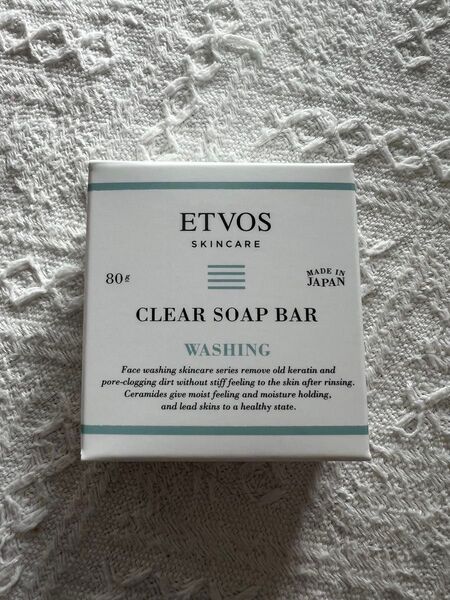 ETVOS
SKINCARE
80g
MADE IN
JAPAN
CLEAR SOAP BAR
WASHING
Face washing skincare series remove old keratin and
pore-clogging dirt without stiff feeling to the skin after rinsing.
Ceramides give moist feeling and moisture holding,
and lead skins to a healthy state.